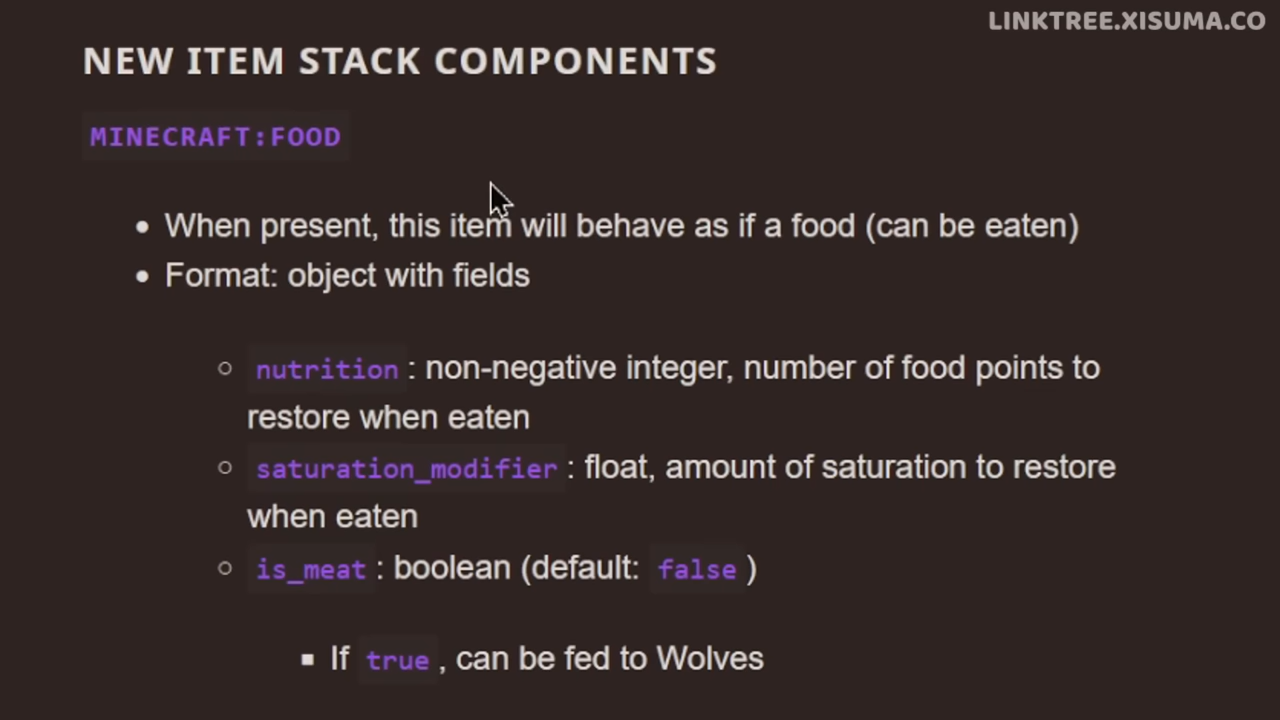 LINKTREE.XISUMA.CO
NEW ITEM STACK COMPONENTS
MINECRAFT:FOOD
• When present, this item will behave as if a food (can be eaten)
• Format: object with fields
○ nutrition : non-negative integer, number of food points to
restore when eaten
○ saturation_modifier : float, amount of saturation to restore
when eaten
○ is_meat : boolean (default: false )
▪ If true , can be fed to Wolves